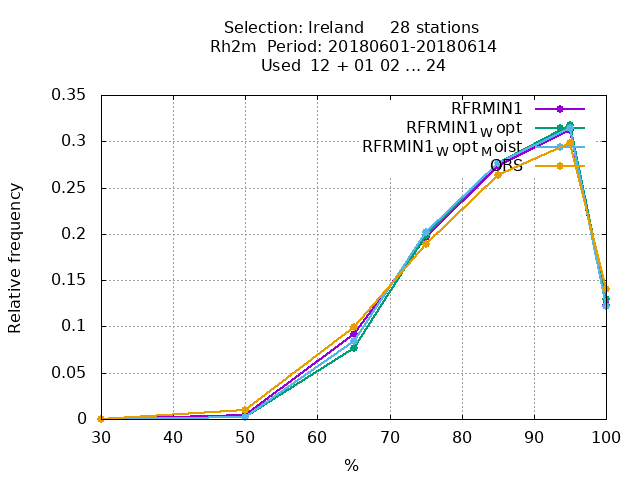 Selection: Ireland 28 stations
Rh2m Period: 20180601-20180614
Used 12 + 01 02 ... 24
0.35
0.3
0.25
0.2
0.15
0.1
0.05
0
Relative frequency
RFRMIN1
RFRMIN1_W opt
RFRMIN1_W opt_M oist
OBS
30 40 50 60 70 80 90 100
%